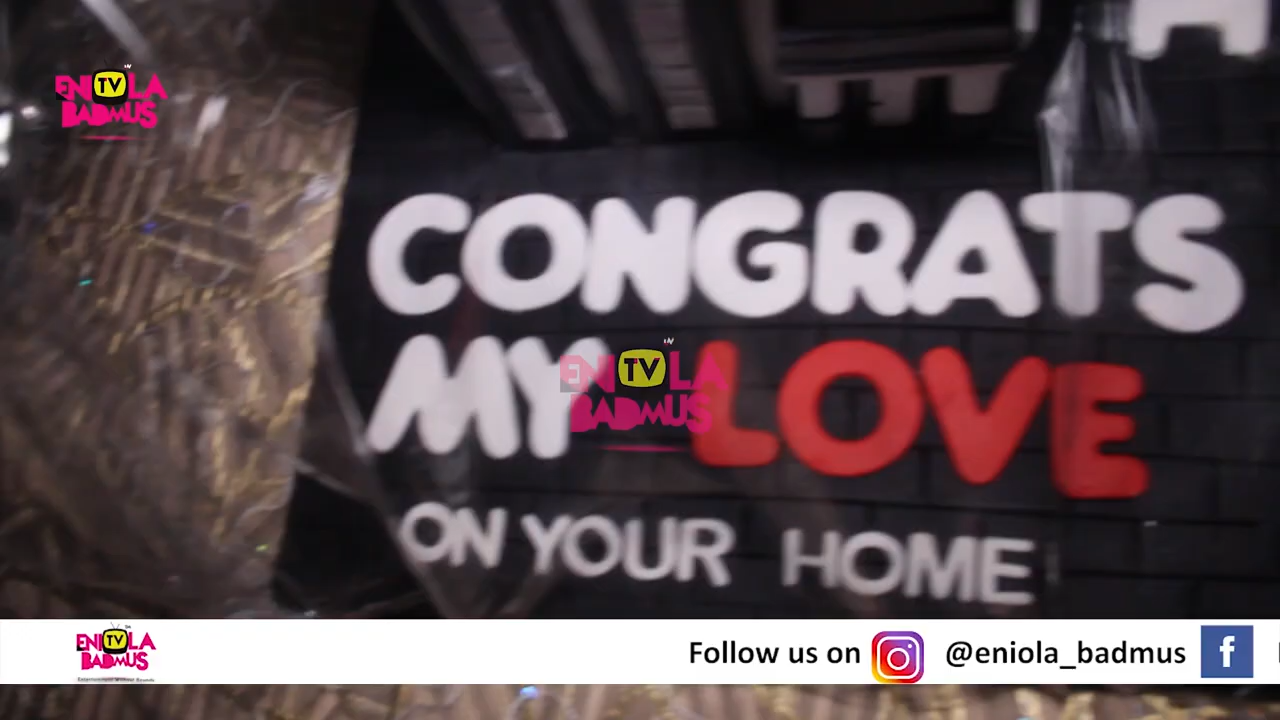 ENIOLA
TV
BADMUS
CONGRATS
MY LOVE
ENIOLA
TV
BADMUS
ON YOUR HOME
ENIOLA
TV
BADMUS
Follow us on @eniola_badmus f